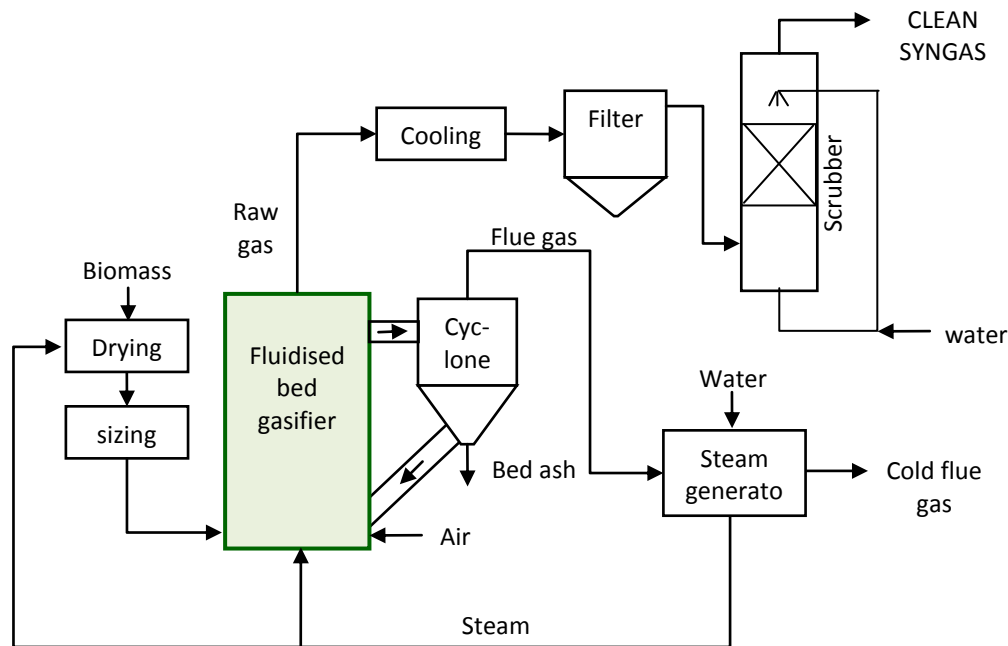 CLEAN
SYNGAS
Cooling
Filter
Scrubber
Raw
gas
Flue gas
Biomass
Drying
Fluidised
bed
gasifier
Cyc-
lone
water
Water
sizing
Steam
generato
Bed ash
Cold flue
gas
Air
Steam